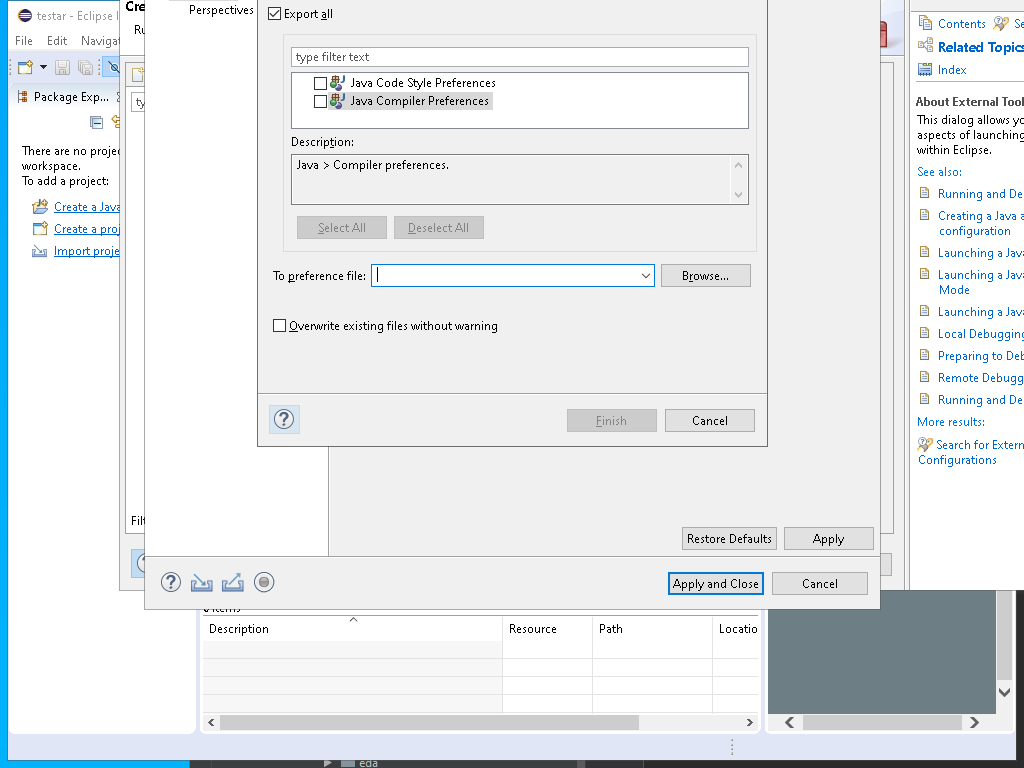 testar - Eclipse I
File Edit Navigat
Package Exp...
There are no projec
workspace.
To add a project:
Create a Java
Create a proj
Import proje
Cre
Ru
ty
Filt
Perspectives
Export all
type filter text
Java Code Style Preferences
Java Compiler Preferences
Description:
Java > Compiler preferences.
Select All Deselect All
To preference file: Browse...
Overwrite existing files without warning
Finish Cancel
Restore Defaults Apply
Apply and Close Cancel
Description Resource Path Locatio
eda
Contents Se
Related Topics
Index
About External Tool
This dialog allows yo
aspects of launching
within Eclipse.
See also:
Running and De
Creating a Java a
configuration
Launching a Java
Launching a Java
Mode
Launching a Java
Local Debugging
Preparing to Deb
Remote Debugg
Running and De
More results:
Search for Extern
Configurations